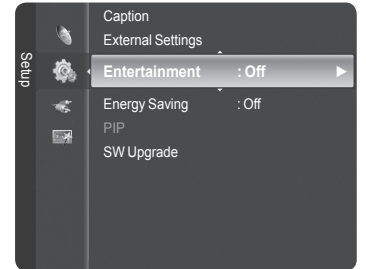 Setup
Caption
External Settings
Entertainment : Off
Energy Saving : Off
PIP
SW Upgrade